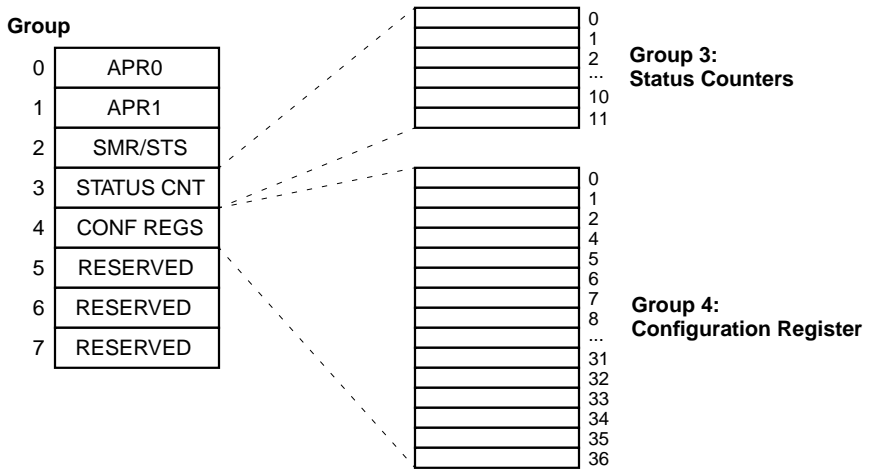 Group
0 APR0
1 APR1
2 SMR/STS
3 STATUS CNT
4 CONF REGS
5 RESERVED
6 RESERVED
7 RESERVED
0
1
2
...
10
11
Group 3:
Status Counters
0
1
2
4
5
6
7
8
...
31
32
33
34
35
36
Group 4:
Configuration Register